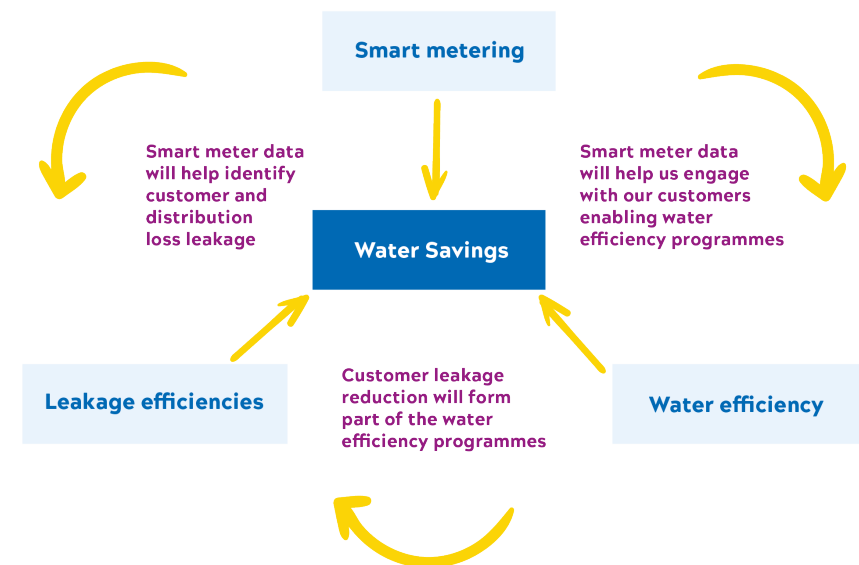 Smart metering
Smart meter data
will help identify
customer and
distribution
loss leakage
Smart meter data
will help us engage
with our customers
enabling water
efficiency programmes
Water Savings
Leakage efficiencies
Customer leakage
reduction will form
part of the water
efficiency programmes
Water efficiency